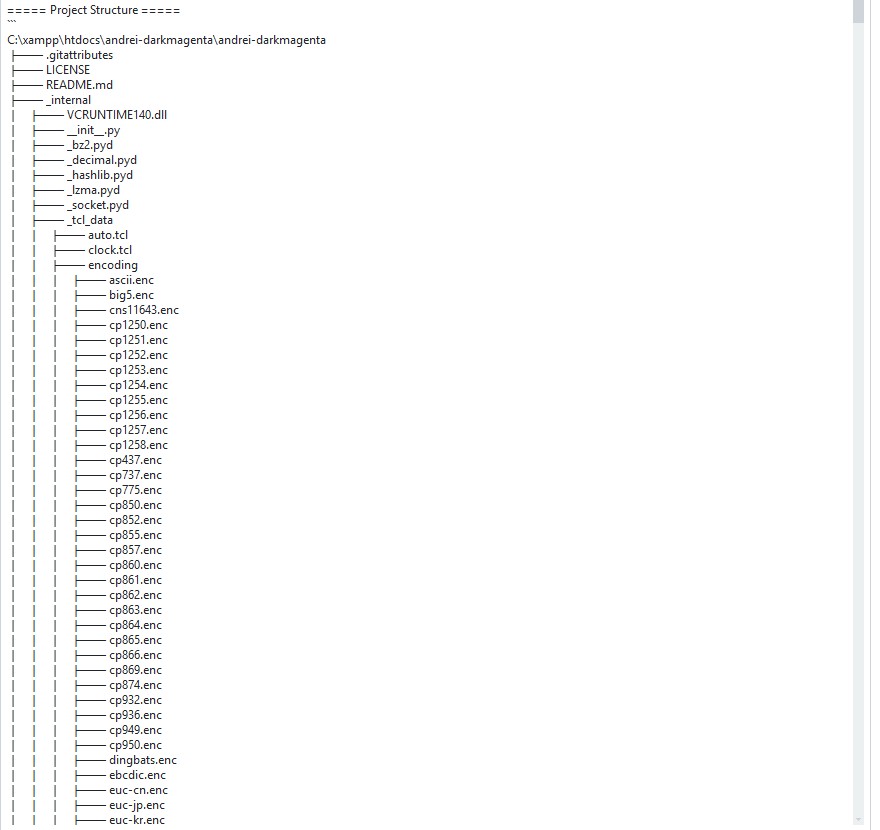 ===== Project Structure =====
```
C:\xampp\htdocs\andrei-darkmagenta\andrei-darkmagenta
├── .gitattributes
├── LICENSE
├── README.md
├── _internal
│   ├── VCRUNTIME140.dll
│   ├── __init__.py
│   ├── _bz2.pyd
│   ├── _decimal.pyd
│   ├── _hashlib.pyd
│   ├── _lzma.pyd
│   ├── _socket.pyd
│   ├── _tcl_data
│   │   ├── auto.tcl
│   │   ├── clock.tcl
│   │   ├── encoding
│   │   │   ├── ascii.enc
│   │   │   ├── big5.enc
│   │   │   ├── cns11643.enc
│   │   │   ├── cp1250.enc
│   │   │   ├── cp1251.enc
│   │   │   ├── cp1252.enc
│   │   │   ├── cp1253.enc
│   │   │   ├── cp1254.enc
│   │   │   ├── cp1255.enc
│   │   │   ├── cp1256.enc
│   │   │   ├── cp1257.enc
│   │   │   ├── cp1258.enc
│   │   │   ├── cp437.enc
│   │   │   ├── cp737.enc
│   │   │   ├── cp775.enc
│   │   │   ├── cp850.enc
│   │   │   ├── cp852.enc
│   │   │   ├── cp855.enc
│   │   │   ├── cp857.enc
│   │   │   ├── cp860.enc
│   │   │   ├── cp861.enc
│   │   │   ├── cp862.enc
│   │   │   ├── cp863.enc
│   │   │   ├── cp864.enc
│   │   │   ├── cp865.enc
│   │   │   ├── cp866.enc
│   │   │   ├── cp869.enc
│   │   │   ├── cp874.enc
│   │   │   ├── cp932.enc
│   │   │   ├── cp936.enc
│   │   │   ├── cp949.enc
│   │   │   ├── cp950.enc
│   │   │   ├── dingbats.enc
│   │   │   ├── ebcdic.enc
│   │   │   ├── euc-cn.enc
│   │   │   ├── euc-jp.enc
│   │   │   ├── euc-kr.enc